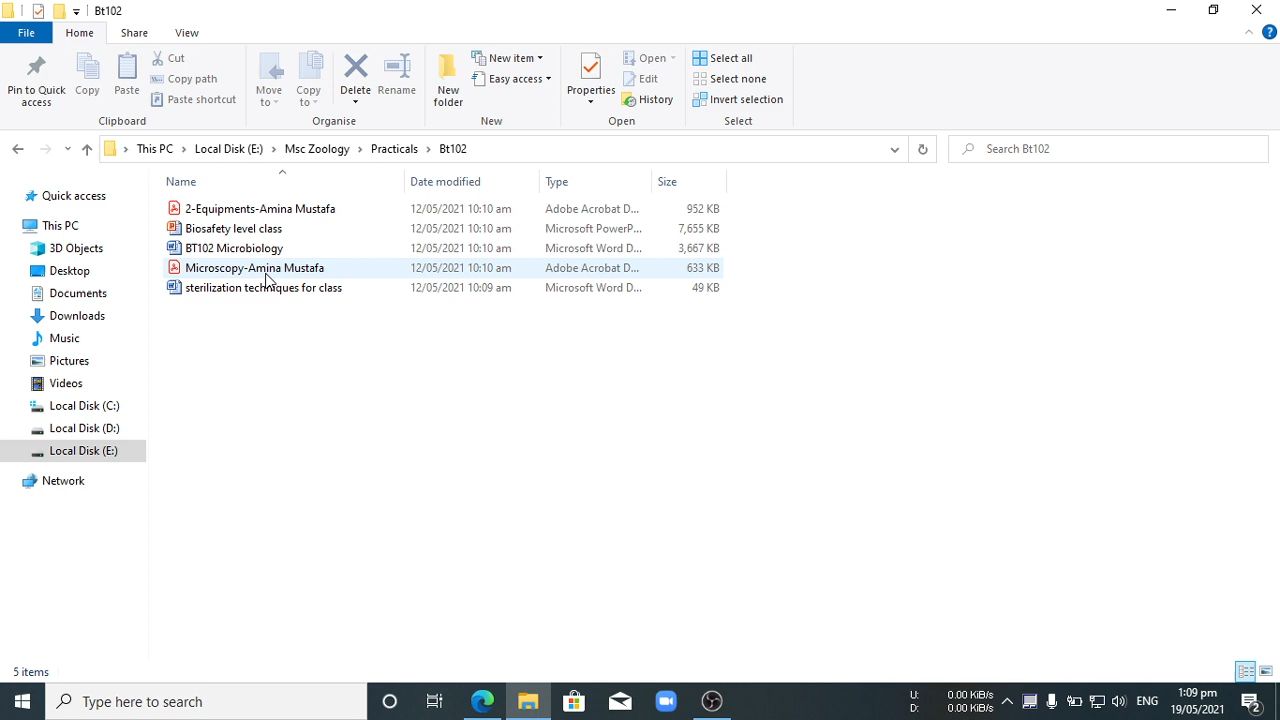 Bt102
File Home Share View
Pin to Quick access
Copy
Paste
Cut
Copy path
Paste shortcut
Clipboard
Move to
Copy to
Delete
Rename
Organise
New folder
New item
Easy access
New
Properties
Open
Edit
History
Open
Select all
Select none
Invert selection
Select
This PC Local Disk (E:) Msc Zoology Practicals Bt102
Search Bt102
Name Date modified Type Size
2-Equipments-Amina Mustafa 12/05/2021 10:10 am Adobe Acrobat D... 952 KB
Biosafety level class 12/05/2021 10:10 am Microsoft PowerP... 7,655 KB
BT102 Microbiology 12/05/2021 10:10 am Microsoft Word D... 3,667 KB
Microscopy-Amina Mustafa 12/05/2021 10:10 am Adobe Acrobat D... 633 KB
sterilization techniques for class 12/05/2021 10:09 am Microsoft Word D... 49 KB
Quick access
This PC
3D Objects
Desktop
Documents
Downloads
Music
Pictures
Videos
Local Disk (C:)
Local Disk (D:)
Local Disk (E:)
Network
5 items
Type here to search
U: 0.00 KiB/s
D: 0.00 KiB/s
ENG
1:09 pm
19/05/2021
2